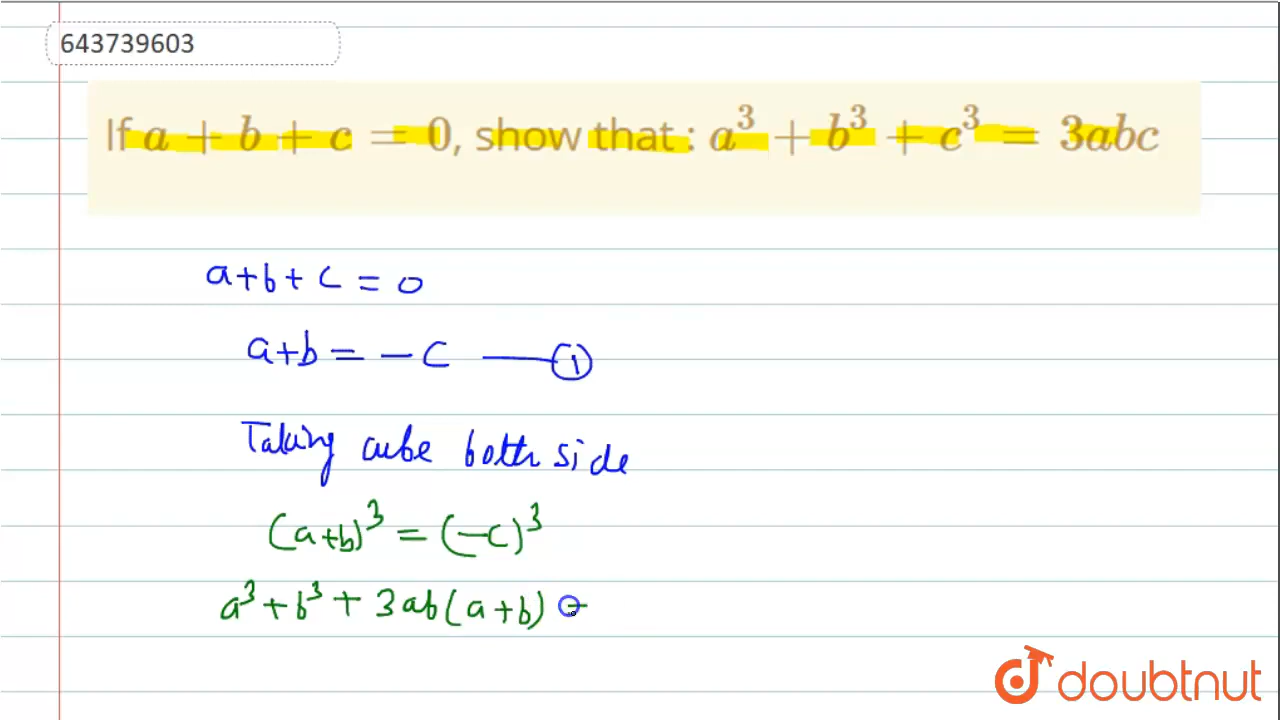 643739603
If a + b + c = 0, show that : a³ + b³ + c³ = 3abc
a+b+c = 0
a+b = -c —— ①
Taking cube both side
(a+b)³ = (-c)³
a³+b³+3ab(a+b) =
doubtnut